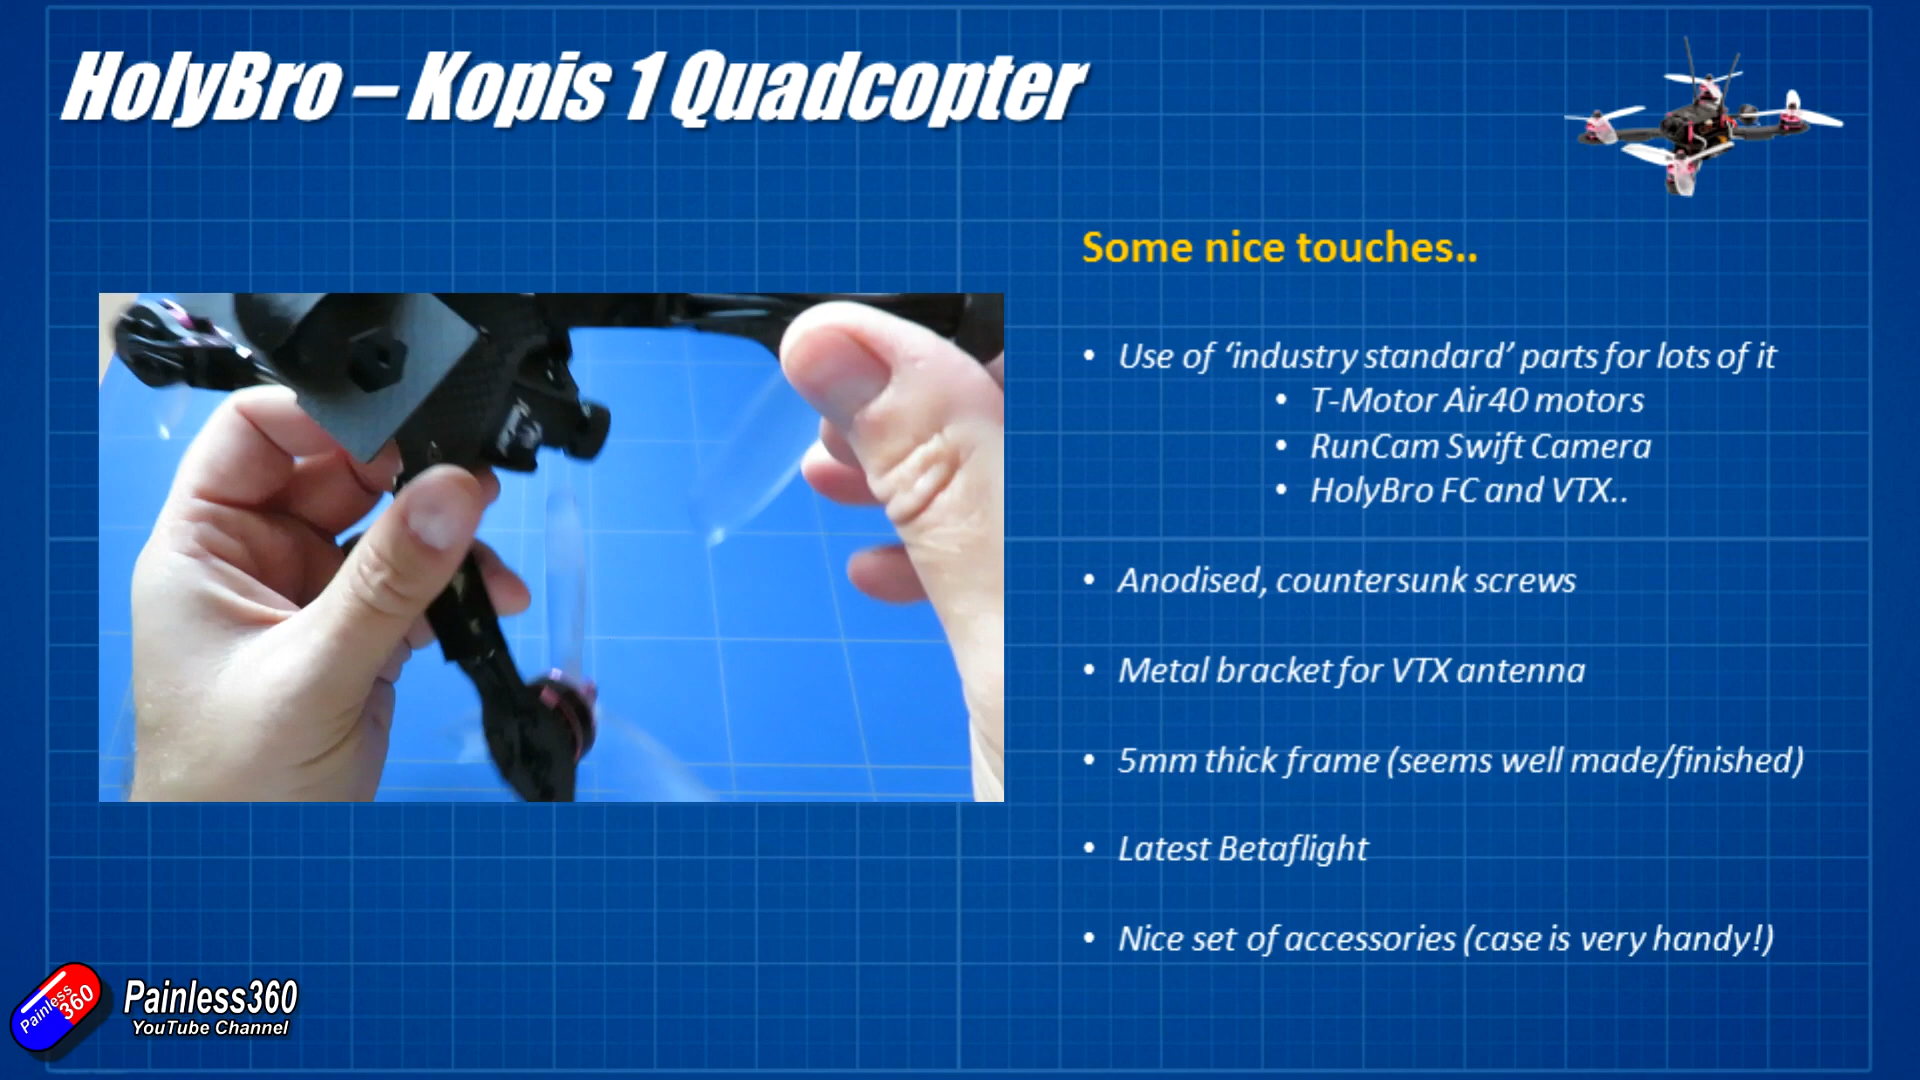 HolyBro – Kopis 1 Quadcopter
Some nice touches..
• Use of ‘industry standard’ parts for lots of it
• T-Motor Air40 motors
• RunCam Swift Camera
• HolyBro FC and VTX..
• Anodised, countersunk screws
• Metal bracket for VTX antenna
• 5mm thick frame (seems well made/finished)
• Latest Betaflight
• Nice set of accessories (case is very handy!)
Painless
360
Painless360
YouTube Channel